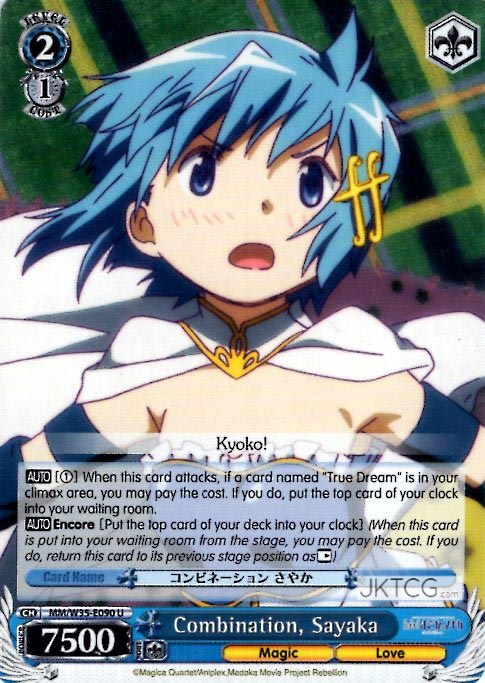 LEVEL
2
1
COST
Kyoko!
AUTO [①] When this card attacks, if a card named "True Dream" is in your
climax area, you may pay the cost. If you do, put the top card of your clock
into your waiting room.
AUTO Encore [Put the top card of your deck into your clock] (When this card
is put into your waiting room from the stage, you may pay the cost. If you
do, return this card to its previous stage position as )
Card Name
コンビネーション さやか
JKTCG.com
CH MM/W35-E090 U
POWER
7500
SOUL
Combination, Sayaka
Magic
Love
©Magica Quartet/Aniplex,Madoka Movie Project Rebellion